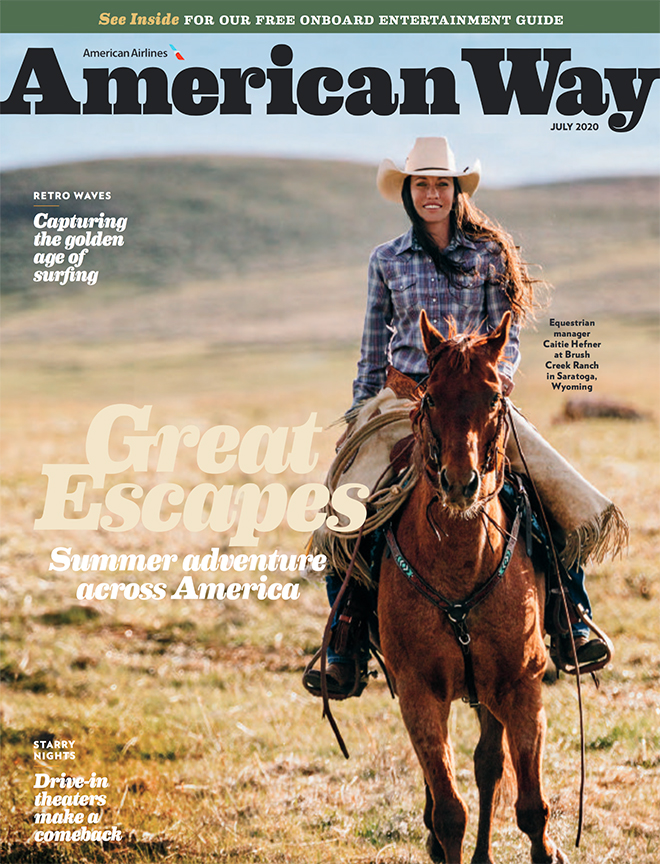 See Inside FOR OUR FREE ONBOARD ENTERTAINMENT GUIDE
American Airlines
American Way
JULY 2020
RETRO WAVES
Capturing
the golden
age of
surfing
Equestrian
manager
Caitie Hefner
at Brush
Creek Ranch
in Saratoga,
Wyoming
Great
Escapes
Summer adventure
across America
STARRY
NIGHTS
Drive-in
theaters
make a
comeback